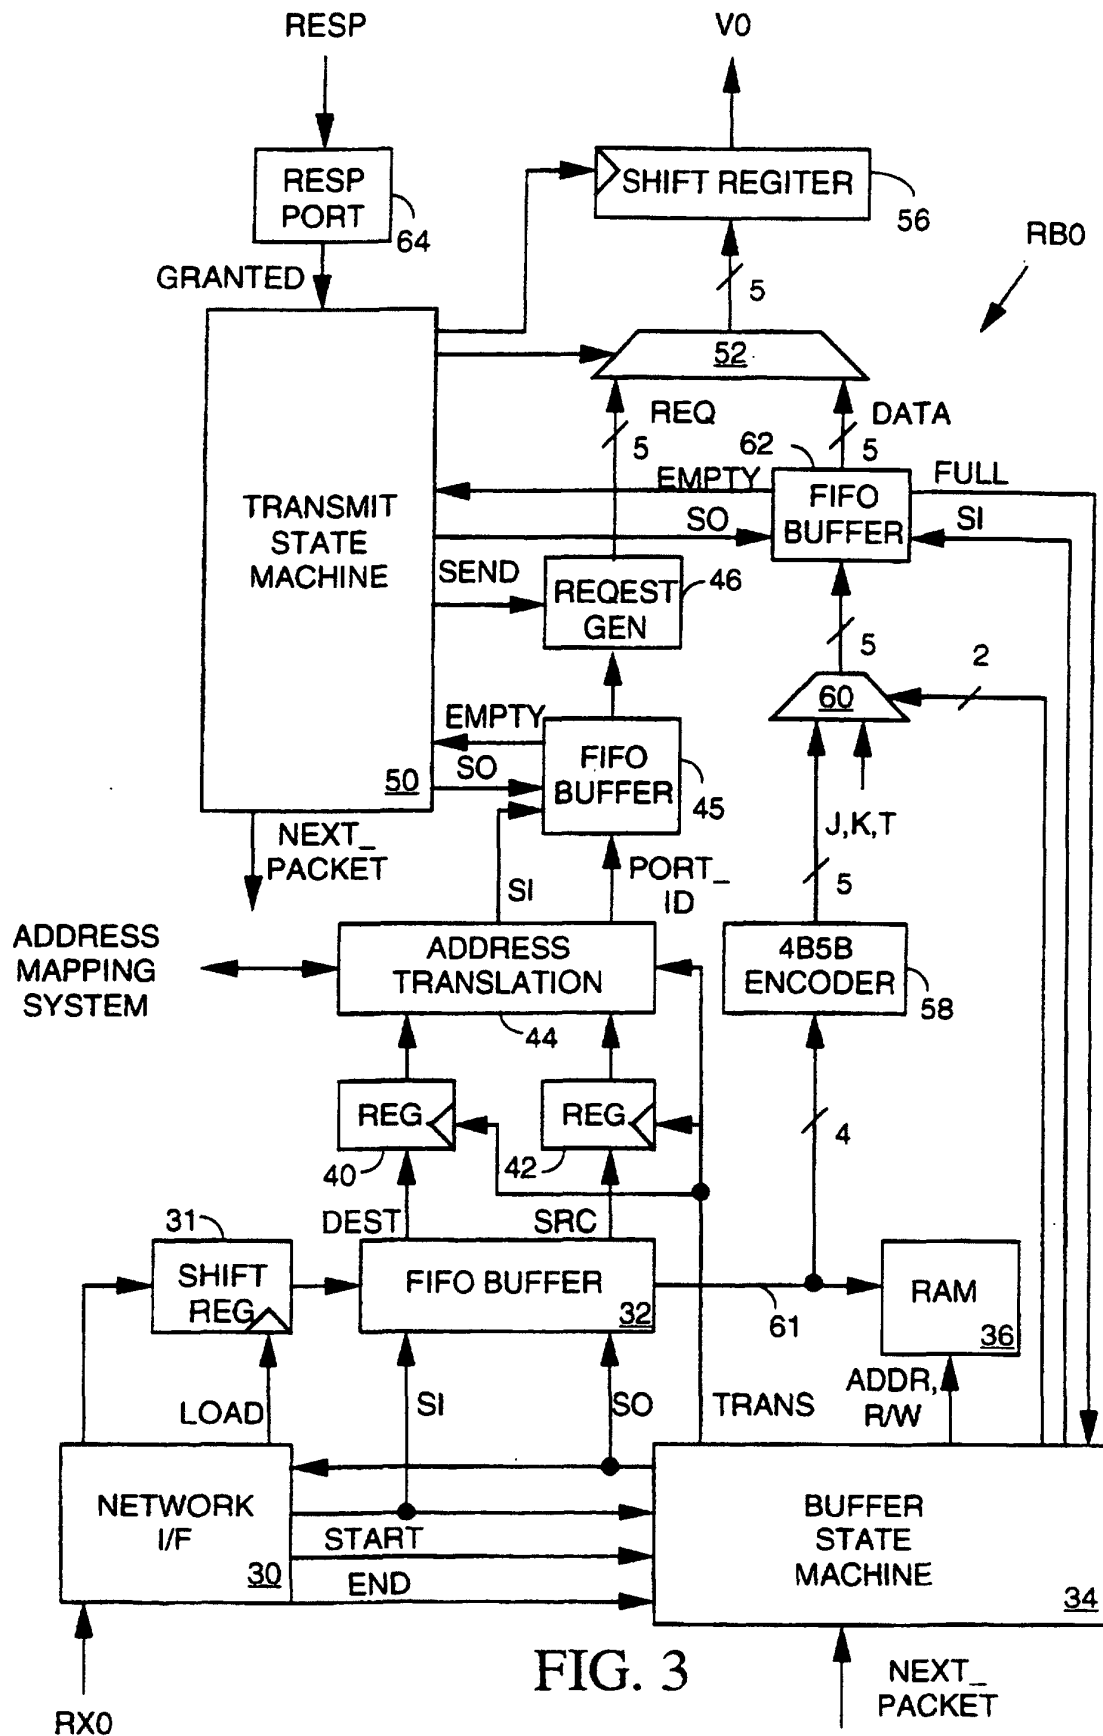 RESP
V0
RESP
PORT
64
SHIFT REGITER
56
RB0
GRANTED
5
52
REQ
DATA
5
5
62
EMPTY
FULL
TRANSMIT
STATE
MACHINE
50
SO
FIFO
BUFFER
SI
SEND
REQEST
GEN
46
5
2
60
EMPTY
SO
FIFO
BUFFER
45
J,K,T
NEXT_
PACKET
SI
PORT_
ID
5
ADDRESS
MAPPING
SYSTEM
ADDRESS
TRANSLATION
44
4B5B
ENCODER
58
REG
40
REG
42
4
DEST
SRC
31
SHIFT
REG
FIFO BUFFER
32
61
RAM
36
LOAD
SI
SO
TRANS
ADDR,
R/W
NETWORK
I/F
30
START
END
BUFFER
STATE
MACHINE
34
FIG. 3
NEXT_
PACKET
RX0